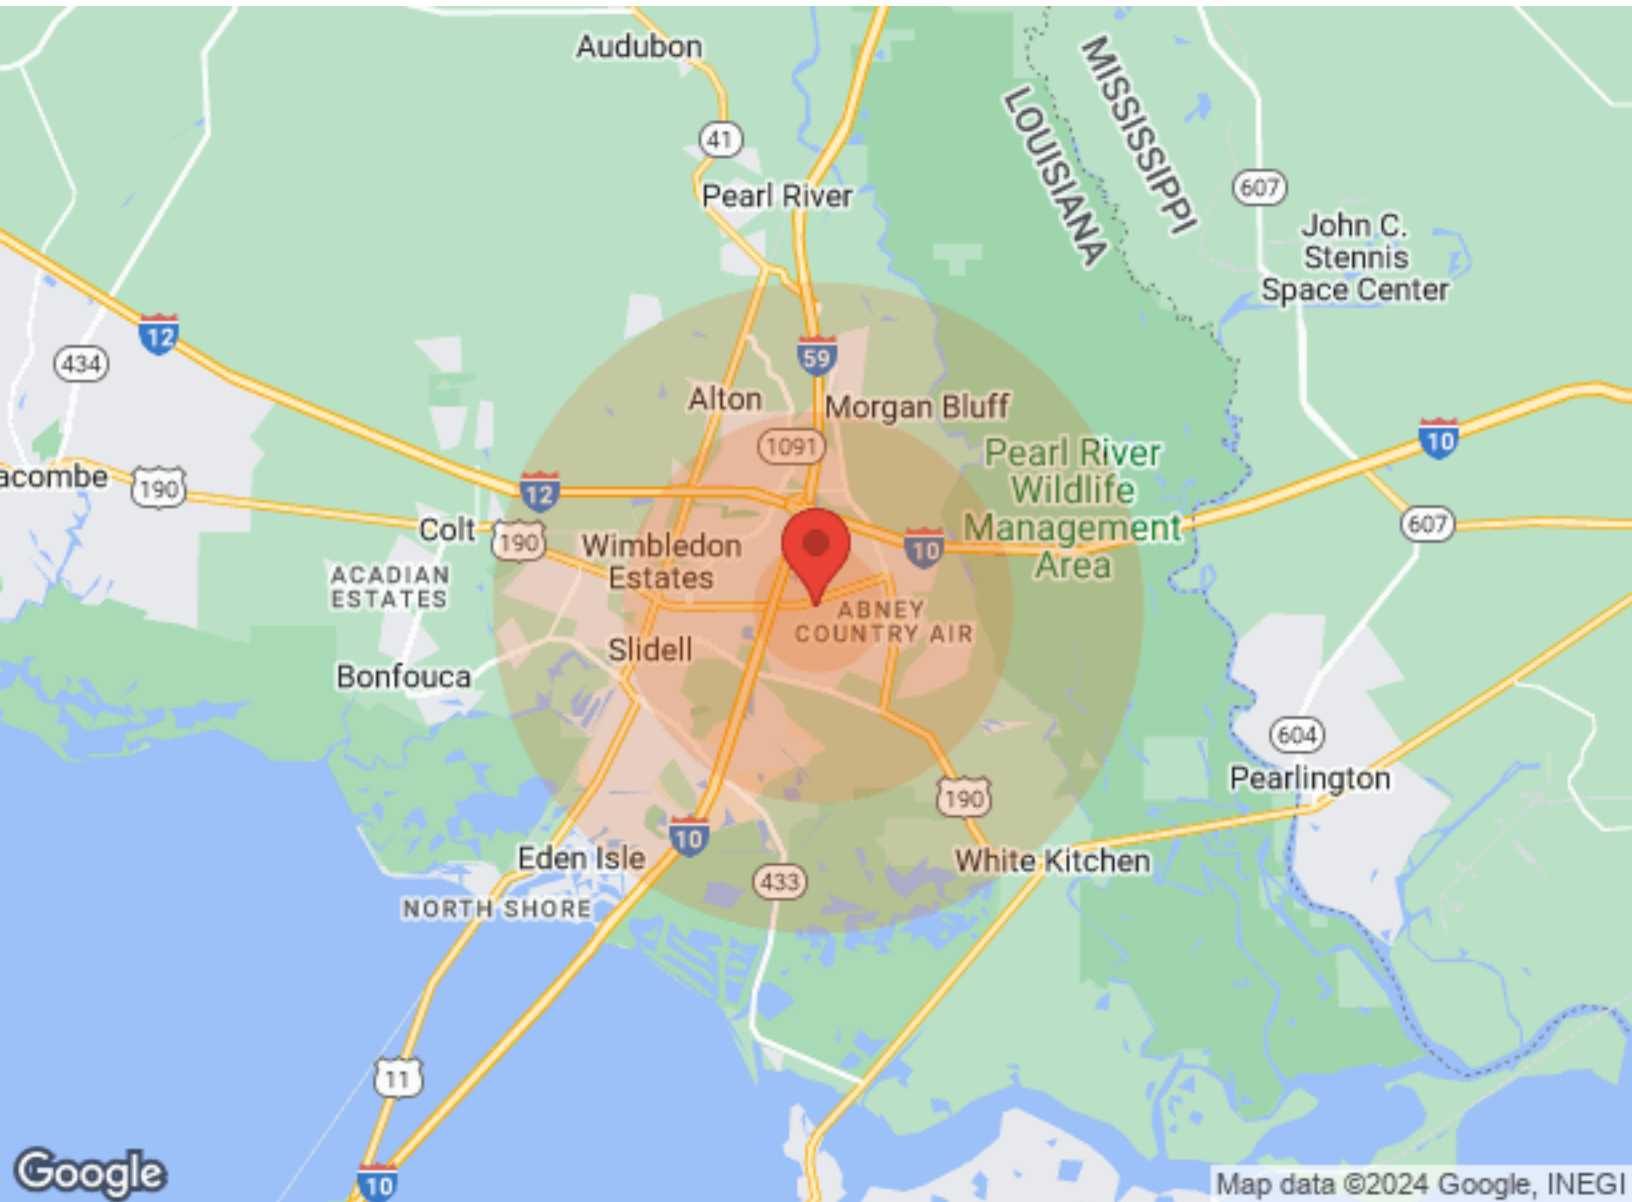 Audubon
MISSISSIPPI
LOUISIANA
41
Pearl River
607
John C.
Stennis
Space Center
12
434
59
Alton
Morgan Bluff
1091
10
Pearl River
Wildlife
Management
Area
acombe
190
12
Colt
190
Wimbledon
Estates
10
607
ACADIAN
ESTATES
ABNEY
COUNTRY AIR
Slidell
Bonfouca
604
Pearlington
190
10
Eden Isle
White Kitchen
433
NORTH SHORE
11
10
Google
Map data ©2024 Google, INEGI